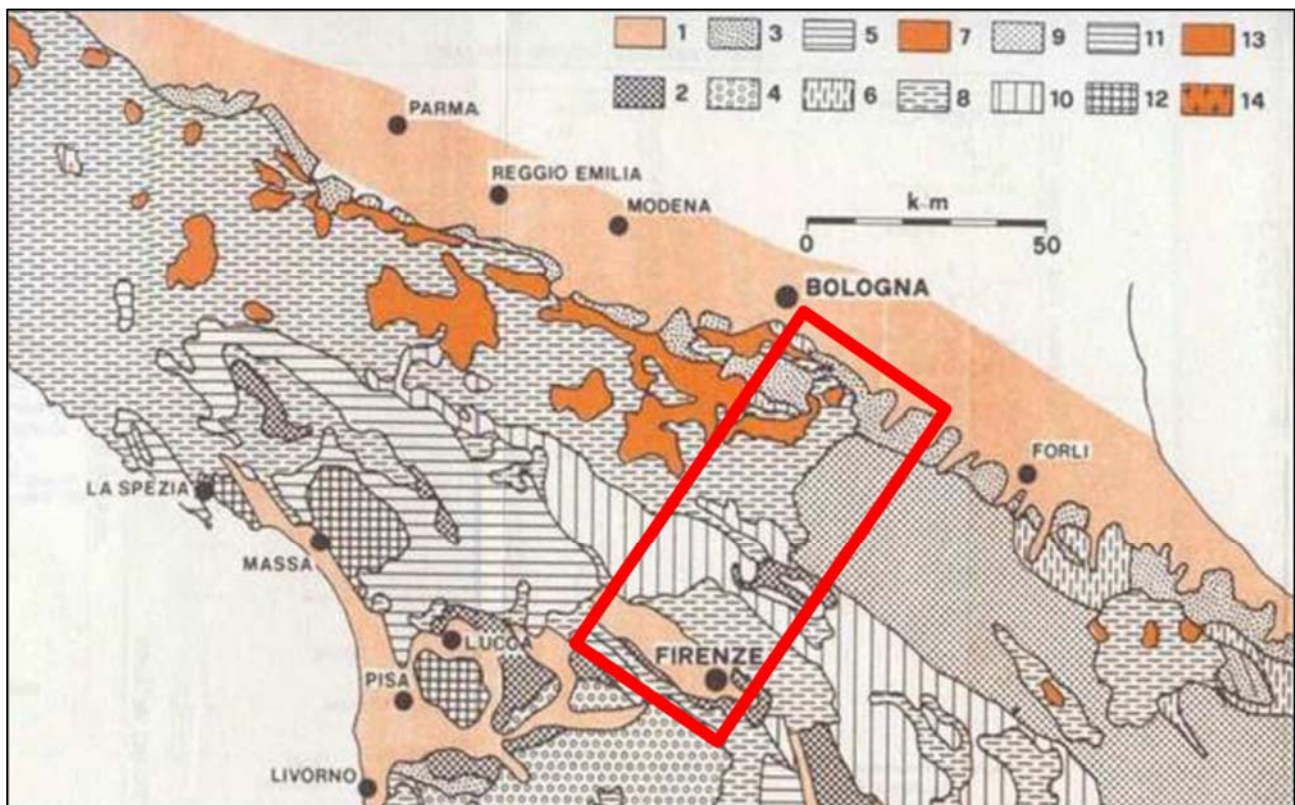 1 3 5 7 9 11 13
2 4 6 8 10 12 14
PARMA
REGGIO EMILIA
MODENA
km
0 50
BOLOGNA
FORLI
LA SPEZIA
MASSA
LUCCA
FIRENZE
PISA
LIVORNO